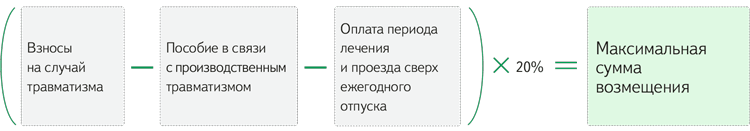 (
Взносы
на случай
травматизма
—
Пособие в связи
с производственным
травматизмом
—
Оплата периода
лечения
и проезда сверх
ежегодного
отпуска
)
× 20% =
Максимальная
сумма
возмещения